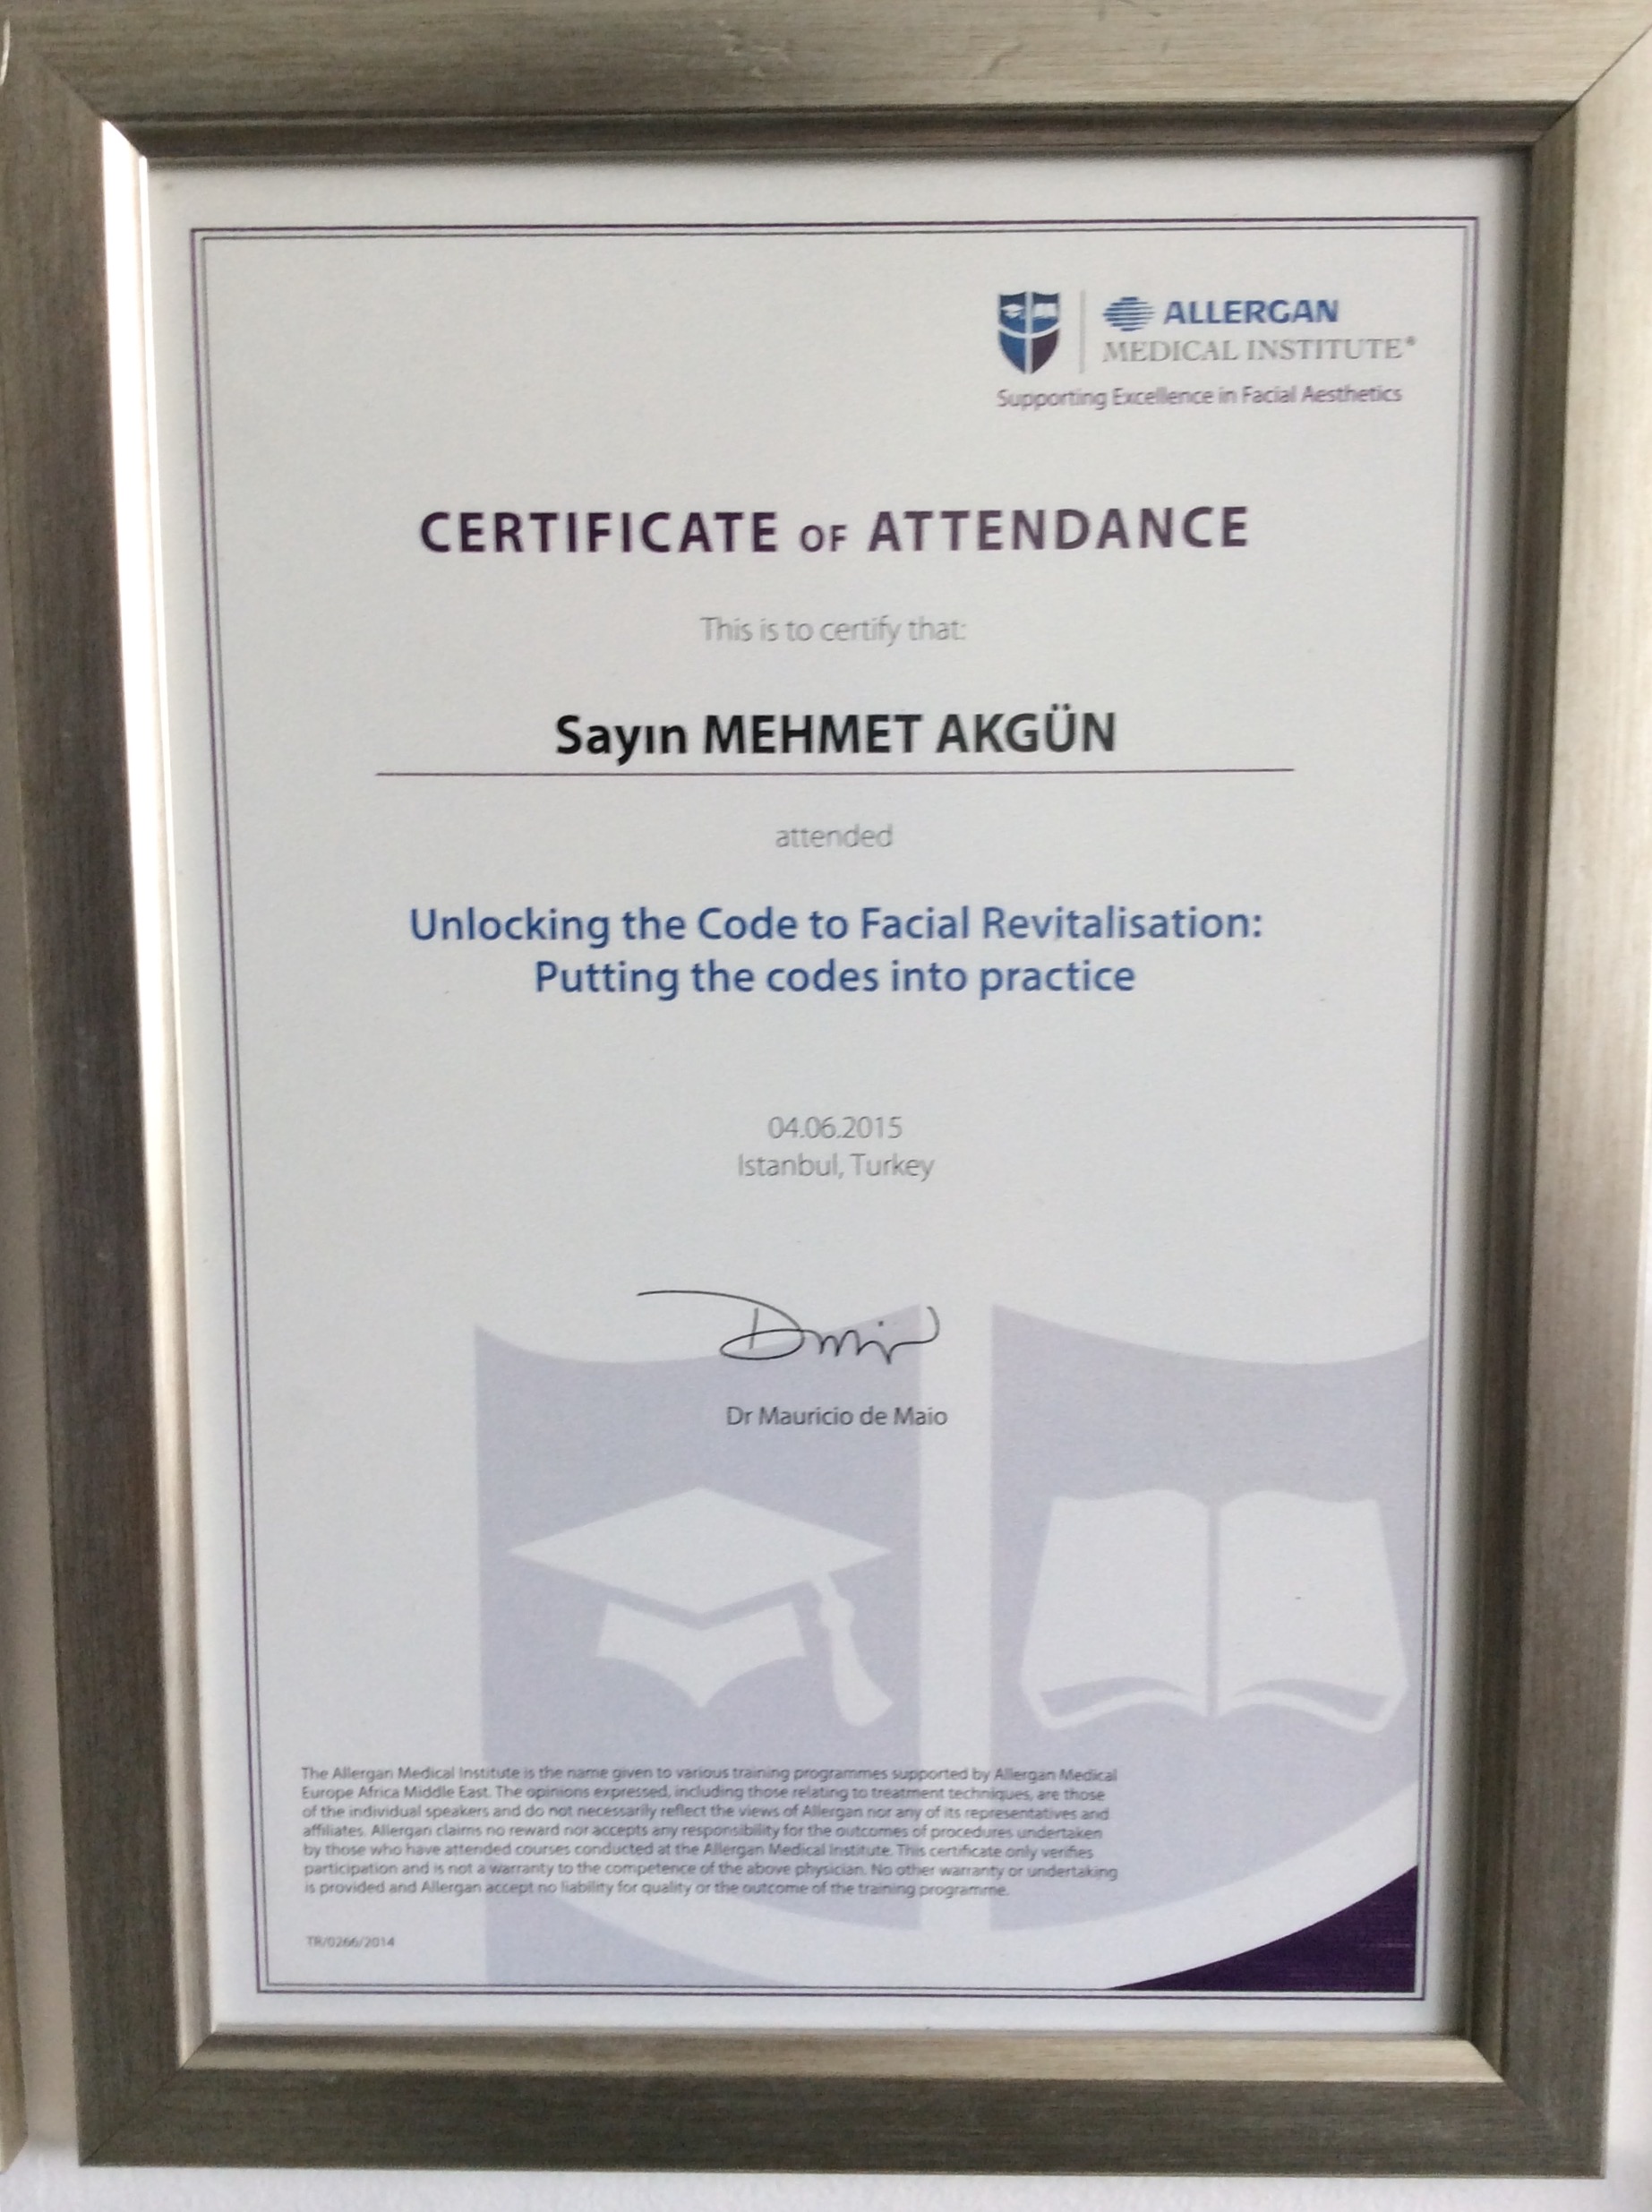 ALLERGAN
MEDICAL INSTITUTE®
Supporting Excellence in Facial Aesthetics
CERTIFICATE OF ATTENDANCE
This is to certify that:
Sayın MEHMET AKGÜN
attended
Unlocking the Code to Facial Revitalisation:
Putting the codes into practice
04.06.2015
Istanbul, Turkey
Dr Mauricio de Maio
The Allergan Medical Institute is the name given to various training programmes supported by Allergan Medical
Europe Africa Middle East. The opinions expressed, including those relating to treatment techniques, are those
of the individual speakers and do not necessarily reflect the views of Allergan nor any of its representatives and
affiliates. Allergan claims no reward nor accepts any responsibility for the outcomes of procedures undertaken
by those who have attended courses conducted at the Allergan Medical Institute. This certificate only verifies
participation and is not a warranty to the competence of the above physician. No other warranty or undertaking
is provided and Allergan accept no liability for quality or the outcome of the training programme.
TR/0266/2014